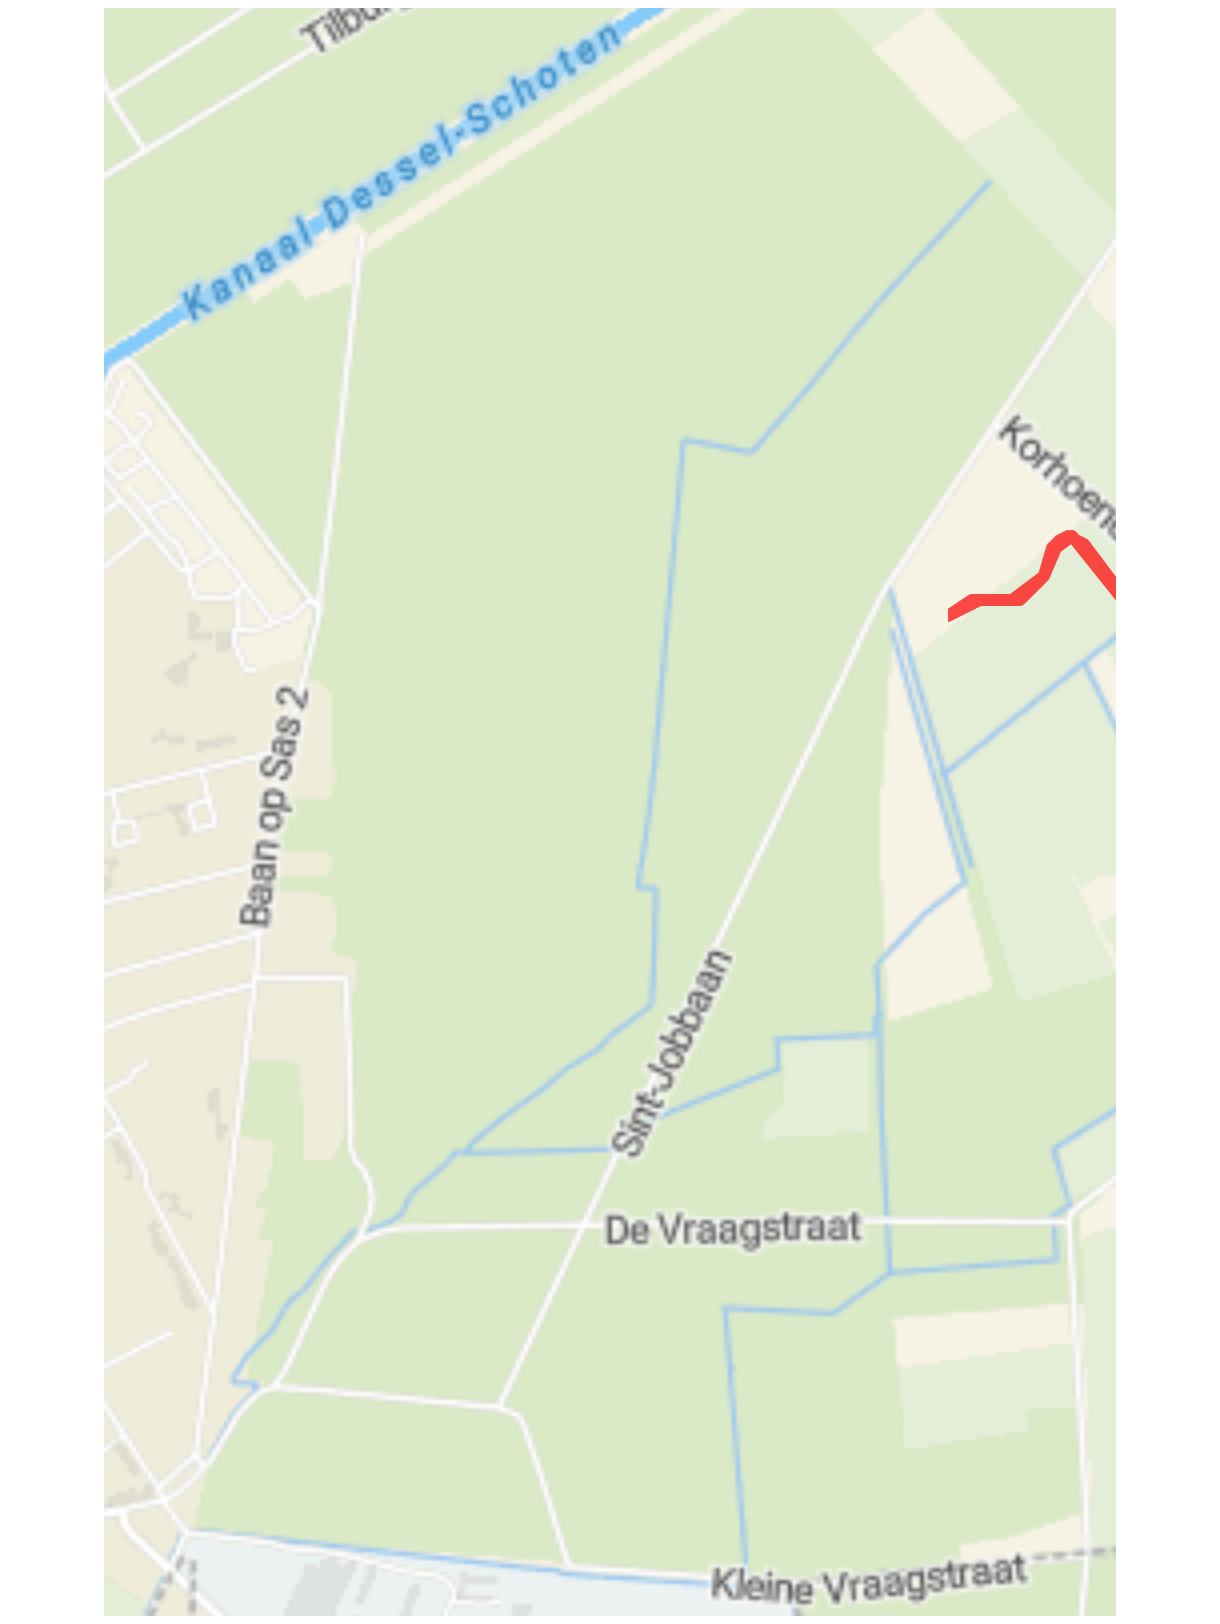 Kanaal Dessel-Schoten
Baan op Sas 2
Sint-Jobbaan
De Vraagstraat
Kleine Vraagstraat